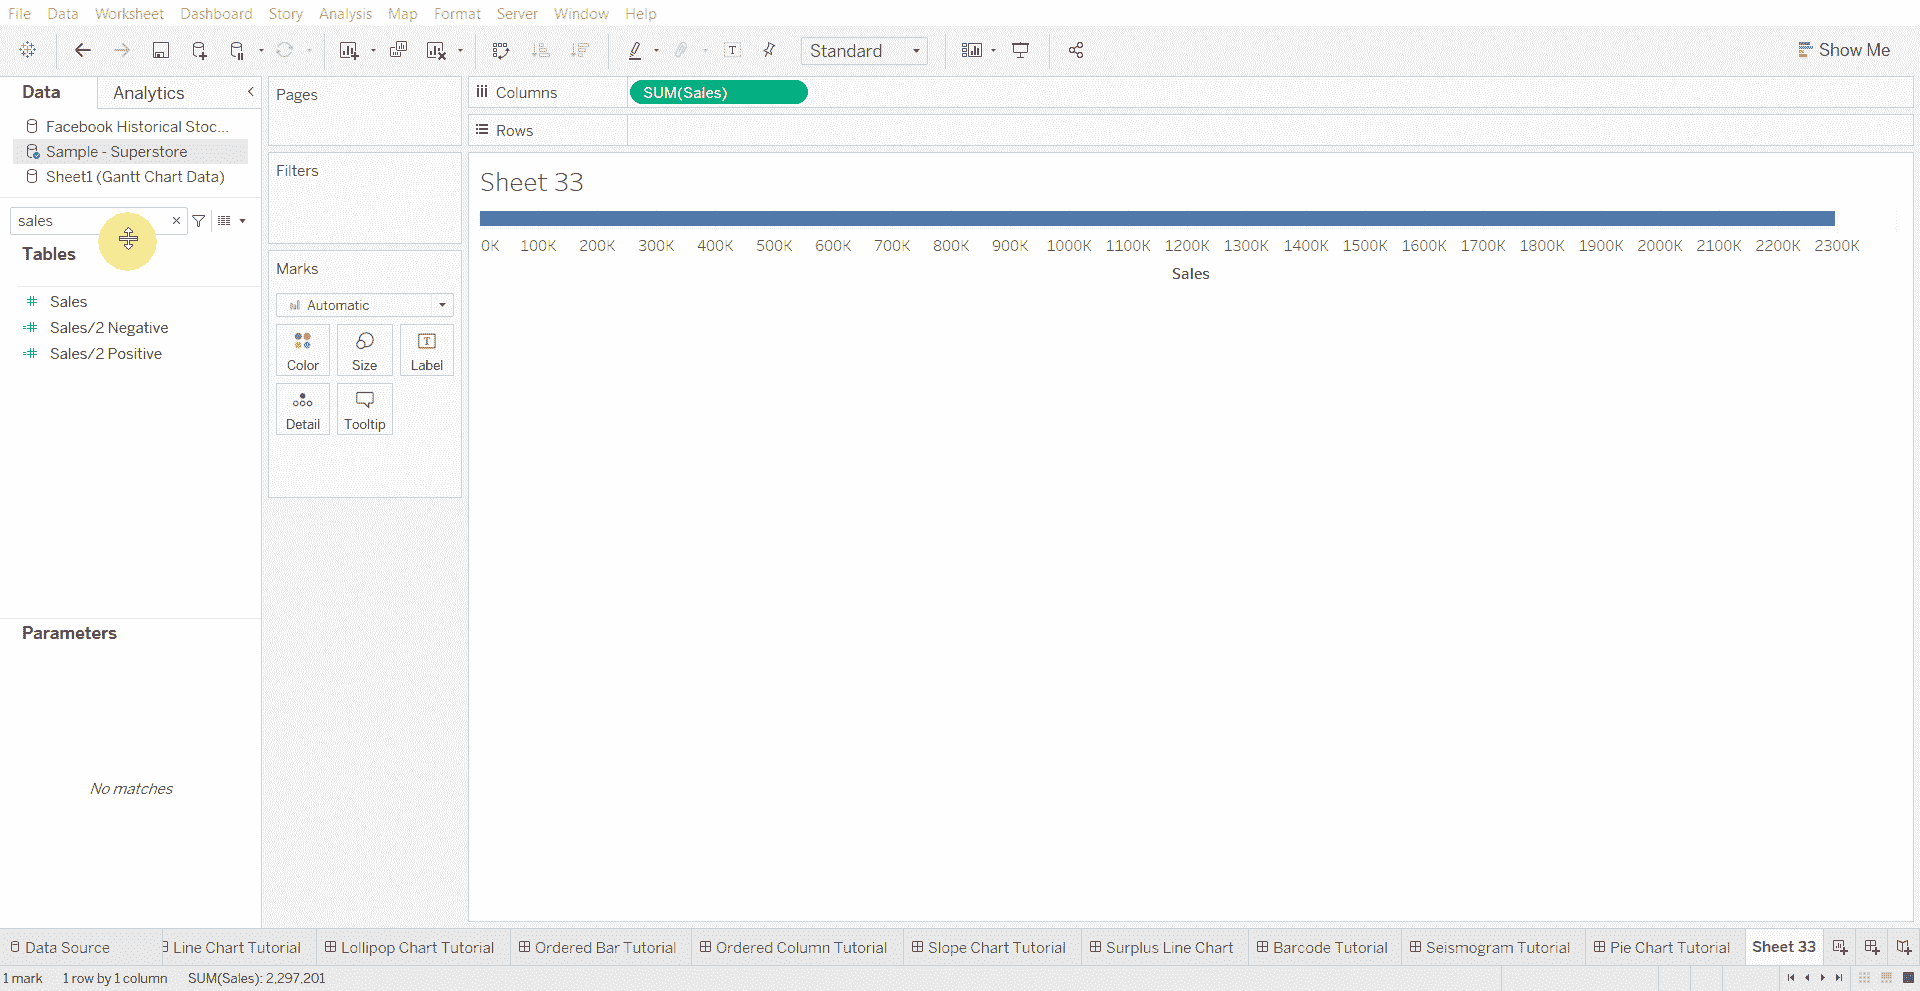 File Data Worksheet Dashboard Story Analysis Map Format Server Window Help
Standard
Show Me
Data
Analytics
Facebook Historical Stoc...
Sample - Superstore
Sheet1 (Gantt Chart Data)
sales
Tables
Sales
Sales/2 Negative
Sales/2 Positive
Parameters
No matches
Pages
Filters
Marks
Automatic
Color Size Label
Detail Tooltip
Columns SUM(Sales)
Rows
Sheet 33
0K 100K 200K 300K 400K 500K 600K 700K 800K 900K 1000K 1100K 1200K 1300K 1400K 1500K 1600K 1700K 1800K 1900K 2000K 2100K 2200K 2300K
Sales
Data Source Line Chart Tutorial Lollipop Chart Tutorial Ordered Bar Tutorial Ordered Column Tutorial Slope Chart Tutorial Surplus Line Chart Barcode Tutorial Seismogram Tutorial Pie Chart Tutorial Sheet 33
1 mark 1 row by 1 column SUM(Sales): 2,297,201